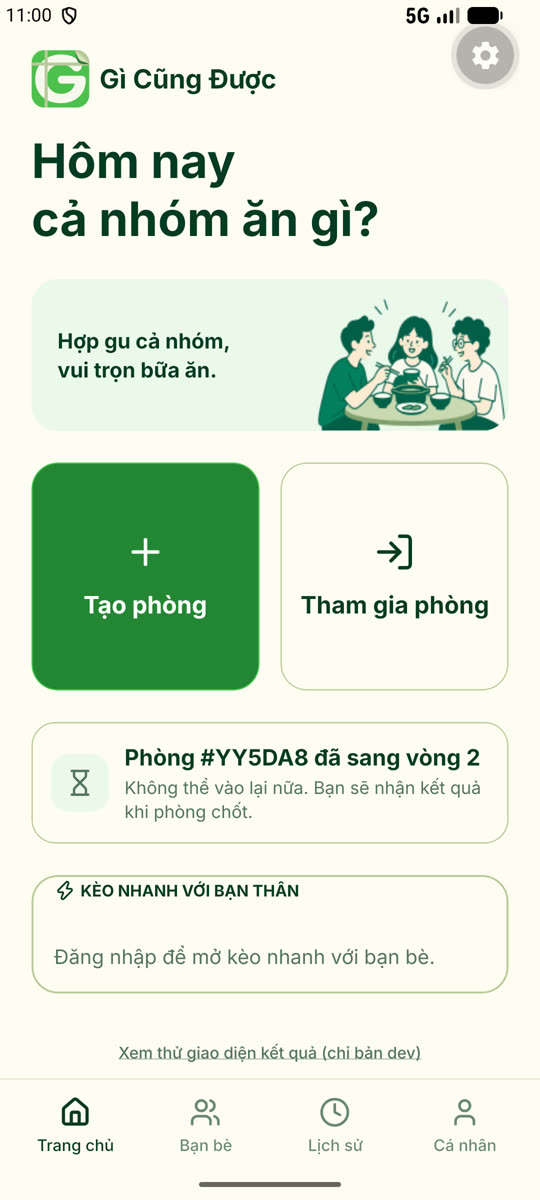 11:00
5G
Gì Cũng Được
Hôm nay
cả nhóm ăn gì?
Hợp gu cả nhóm,
vui trọn bữa ăn.
Tạo phòng
Tham gia phòng
Phòng #YY5DA8 đã sang vòng 2
Không thể vào lại nữa. Bạn sẽ nhận kết quả
khi phòng chốt.
KÈO NHANH VỚI BẠN THÂN
Đăng nhập để mở kèo nhanh với bạn bè.
Xem thử giao diện kết quả (chỉ bản dev)
Trang chủ
Bạn bè
Lịch sử
Cá nhân